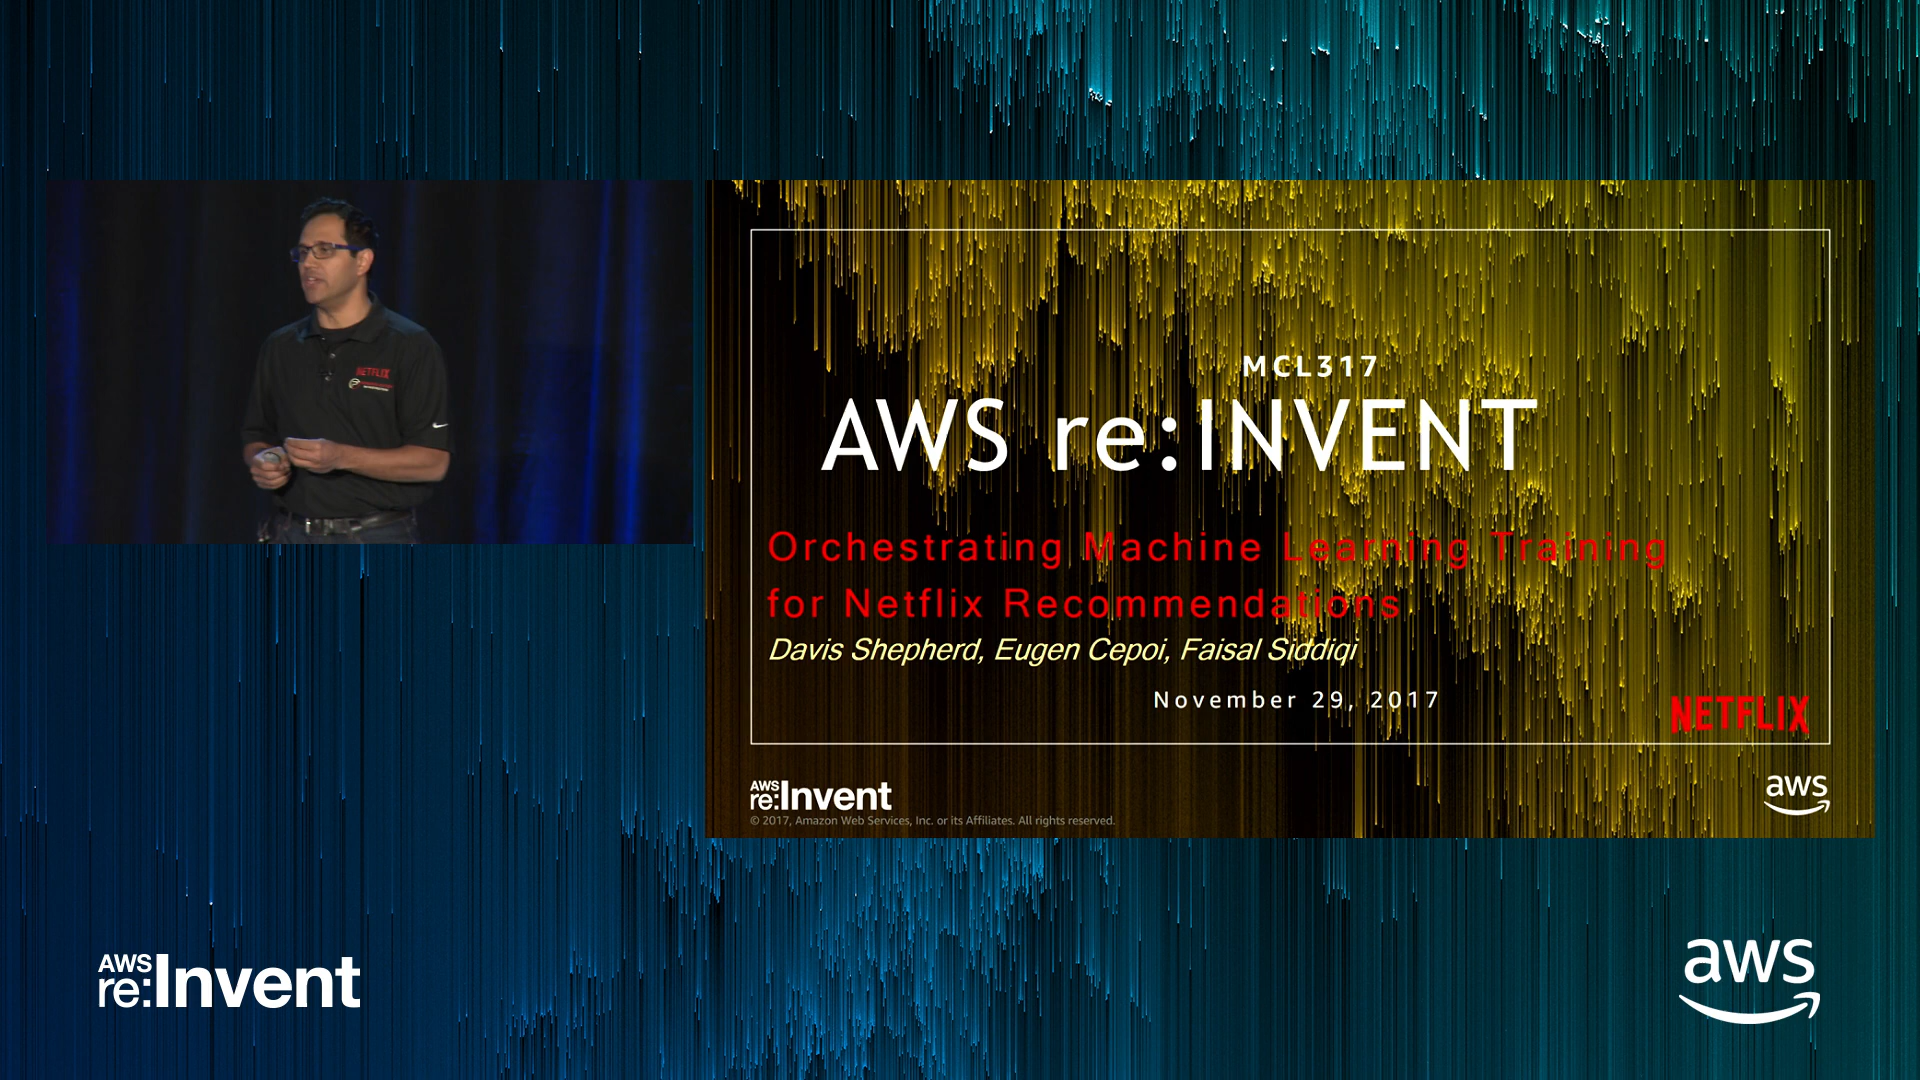 NETFLIX
MCL317
AWS re:INVENT
Orchestrating Machine Learning Training
for Netflix Recommendations
Davis Shepherd, Eugen Cepoi, Faisal Siddiqi
November 29, 2017
NETFLIX
AWS
re:Invent
© 2017, Amazon Web Services, Inc. or its Affiliates. All rights reserved.
aws
AWS
re:Invent
aws